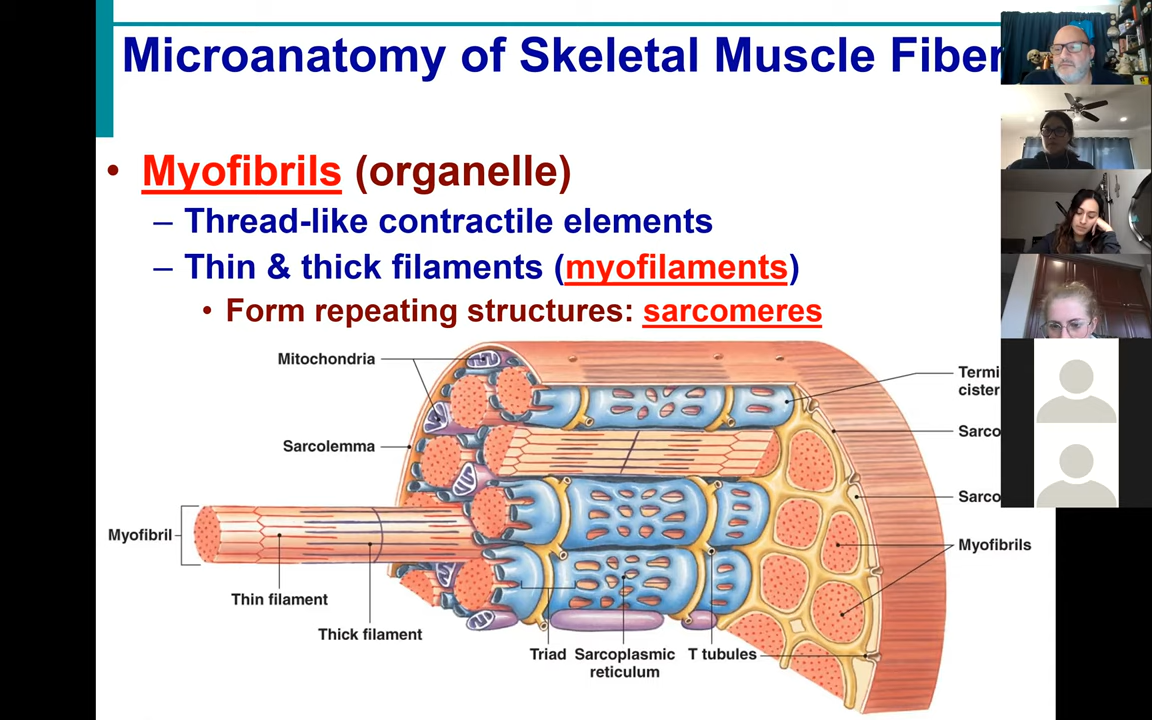 Microanatomy of Skeletal Muscle Fiber
• Myofibrils (organelle)
– Thread-like contractile elements
– Thin & thick filaments (myofilaments)
• Form repeating structures: sarcomeres
Mitochondria
Sarcolemma
Myofibril
Thin filament
Thick filament
Triad
Sarcoplasmic
reticulum
T tubules
Myofibrils